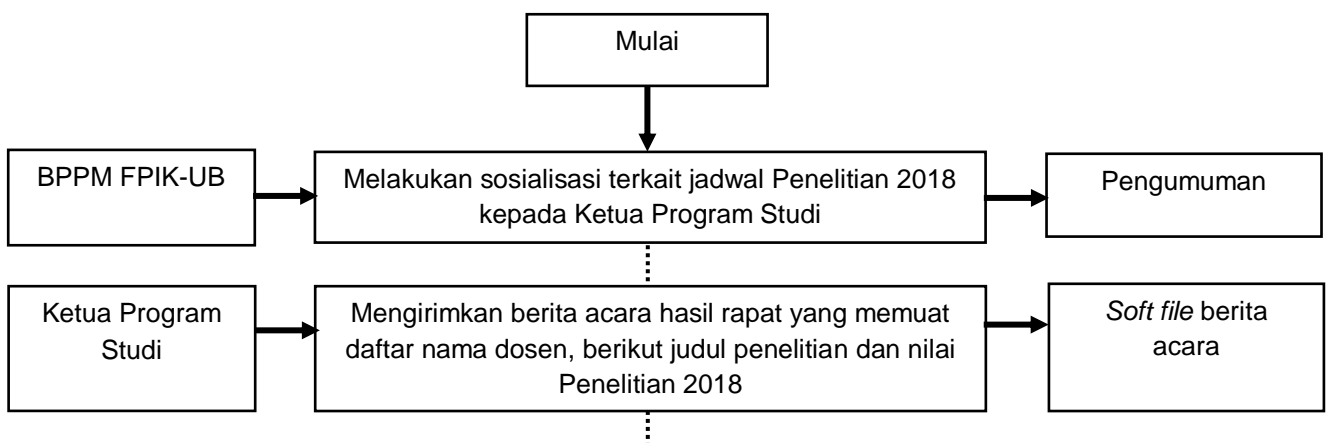 Mulai
BPPM FPIK-UB
Melakukan sosialisasi terkait jadwal Penelitian 2018
kepada Ketua Program Studi
Pengumuman
Ketua Program
Studi
Mengirimkan berita acara hasil rapat yang memuat
daftar nama dosen, berikut judul penelitian dan nilai
Penelitian 2018
Soft file berita
acara